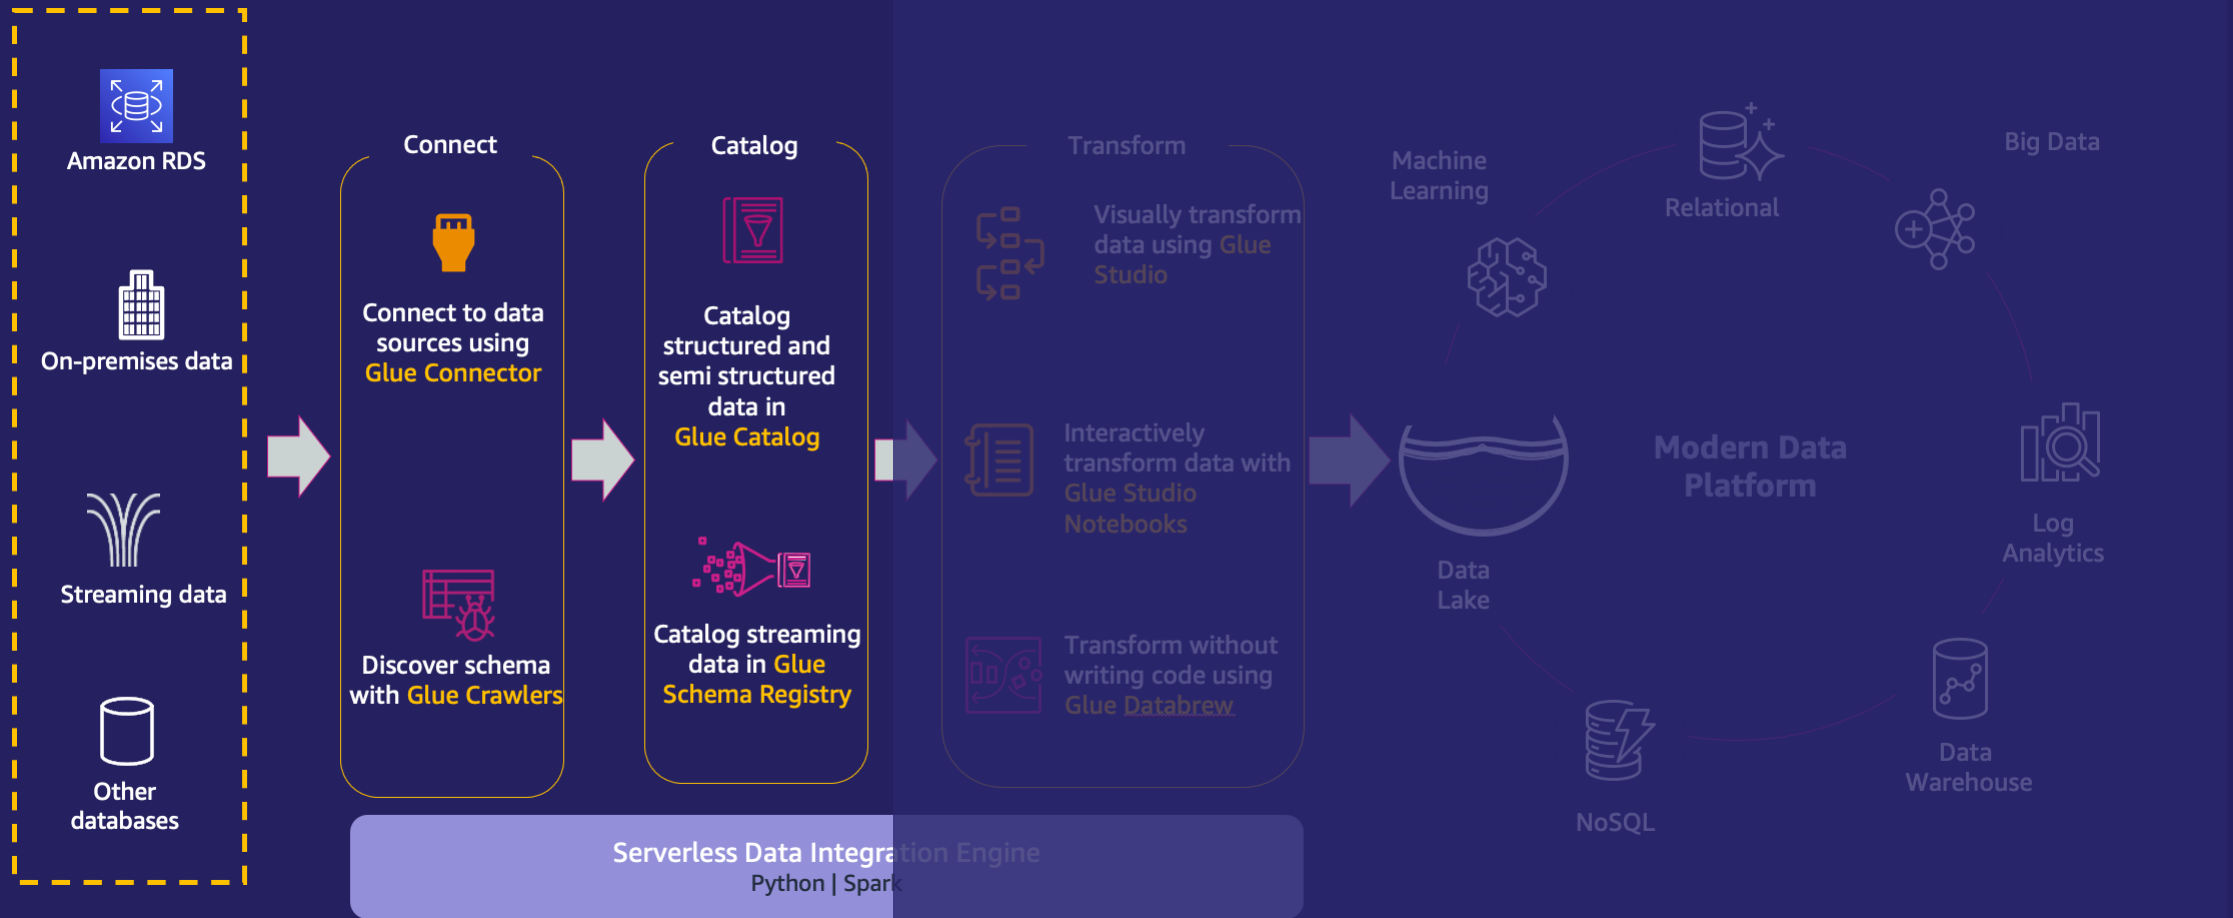 Amazon RDS
On-premises data
Streaming data
Other
databases
Connect
Connect to data
sources using
Glue Connector
Discover schema
with Glue Crawlers
Catalog
Catalog
structured and
semi structured
data in
Glue Catalog
Catalog streaming
data in Glue
Schema Registry
Transform
Visually transform
data using Glue
Studio
Interactively
transform data with
Glue Studio
Notebooks
Transform without
writing code using
Glue Databrew
Serverless Data Integration Engine
Python | Spark
Machine
Learning
Relational
Big Data
Modern Data
Platform
Log
Analytics
Data
Lake
Data
Warehouse
NoSQL